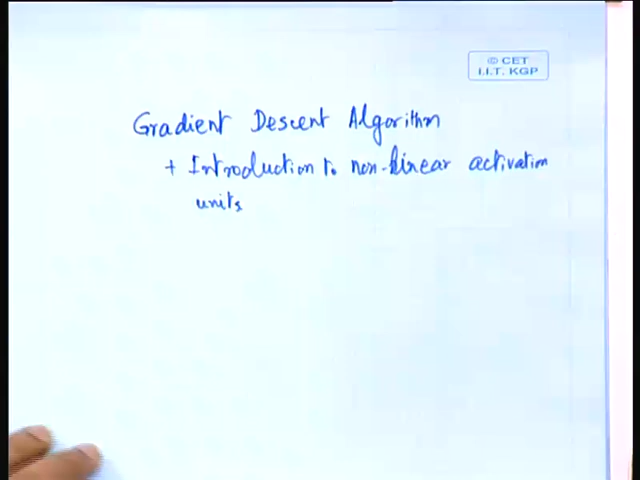 © CET
I.I.T. KGP
Gradient Descent Algorithm
+ Introduction to non-linear activation
units